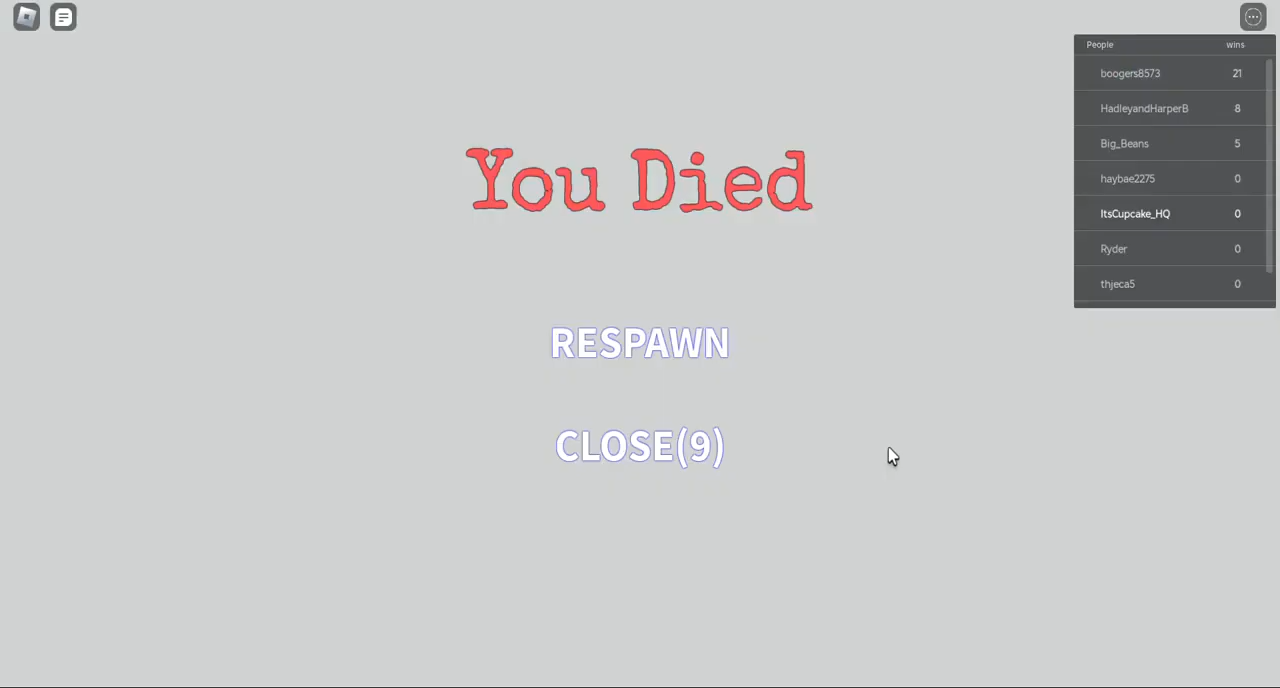 People wins
boogers8573 21
HadleyandHarperB 8
Big_Beans 5
haybae2275 0
ItsCupcake_HQ 0
Ryder 0
thjeca5 0
You Died
RESPAWN
CLOSE(9)